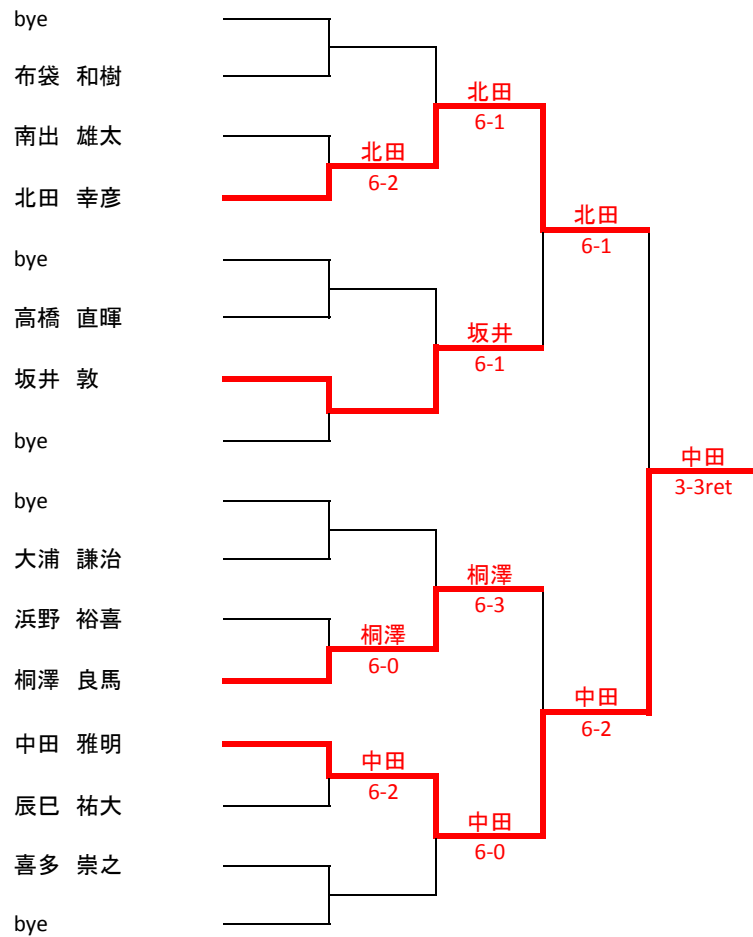 bye
布袋 和樹
南出 雄太
北田 幸彦
bye
高橋 直暉
坂井 敦
bye
bye
大浦 謙治
浜野 裕喜
桐澤 良馬
中田 雅明
辰巳 祐大
喜多 崇之
bye
北田
6-2
桐澤
6-0
中田
6-2
北田
6-1
坂井
6-1
桐澤
6-3
中田
6-0
北田
6-1
中田
6-2
中田
3-3ret